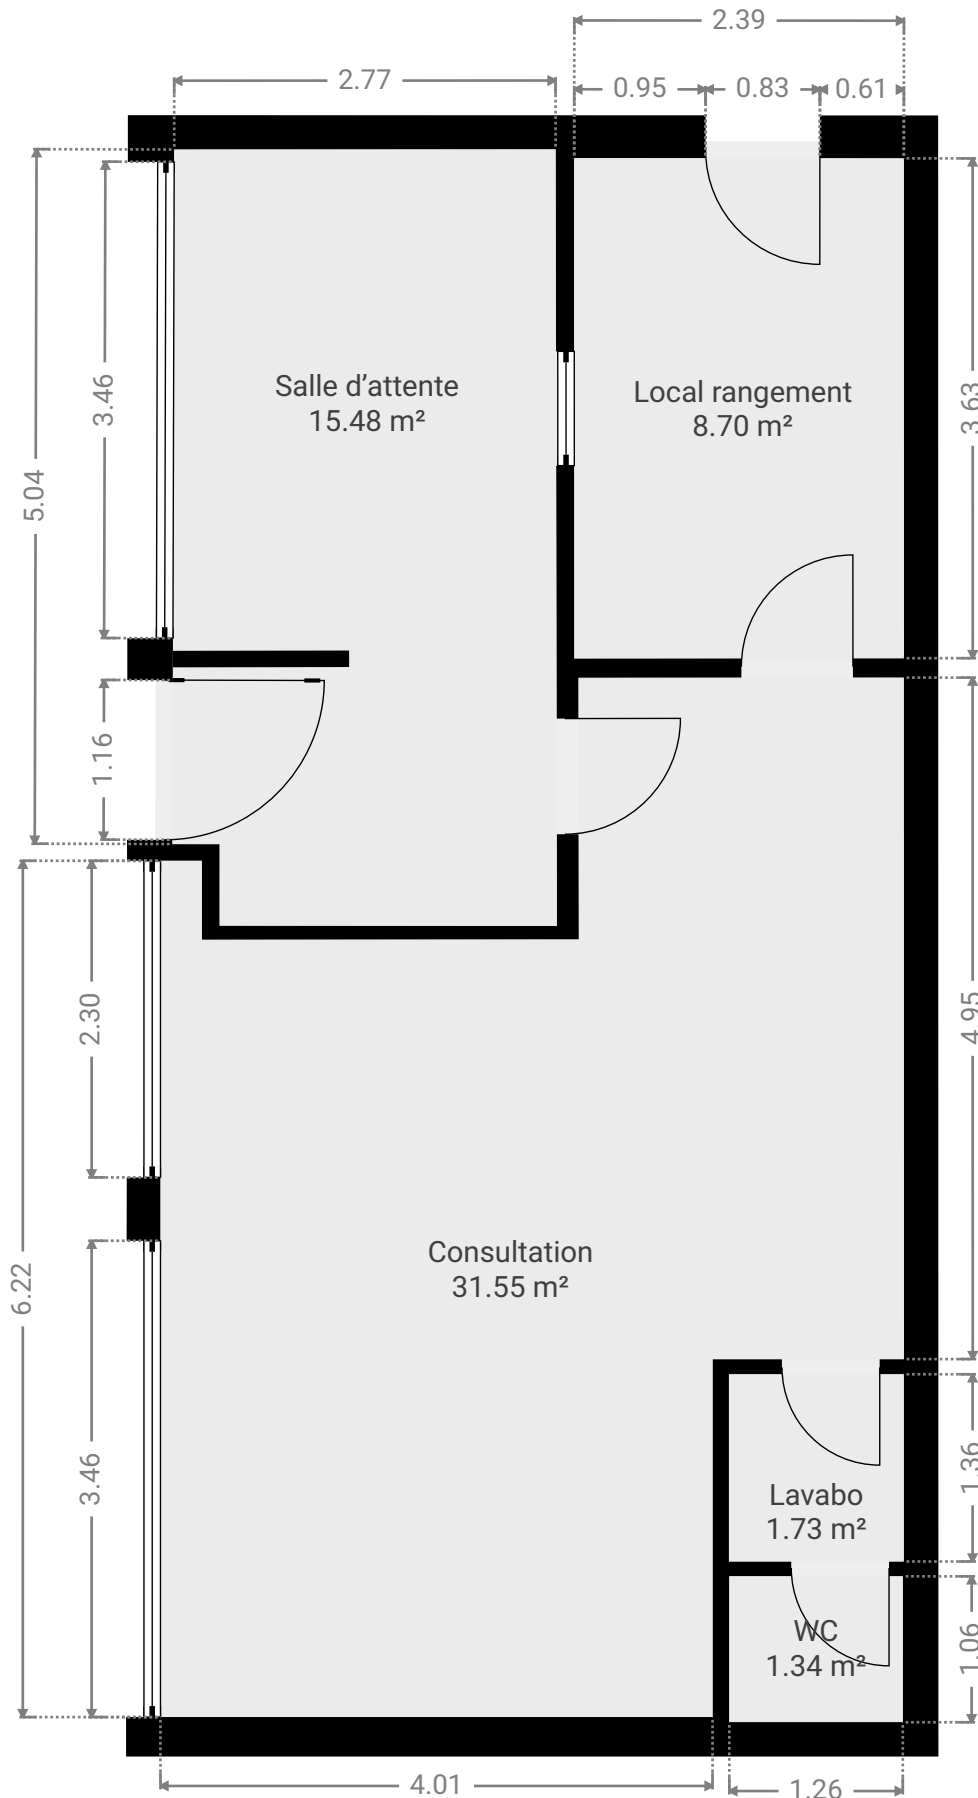 2.39
2.77
0.95
0.83
0.61
Salle d’attente
15.48 m²
Local rangement
8.70 m²
3.46
3.63
5.04
1.16
2.30
4.95
Consultation
31.55 m²
6.22
3.46
1.36
Lavabo
1.73 m²
WC
1.34 m²
1.06
4.01
1.26